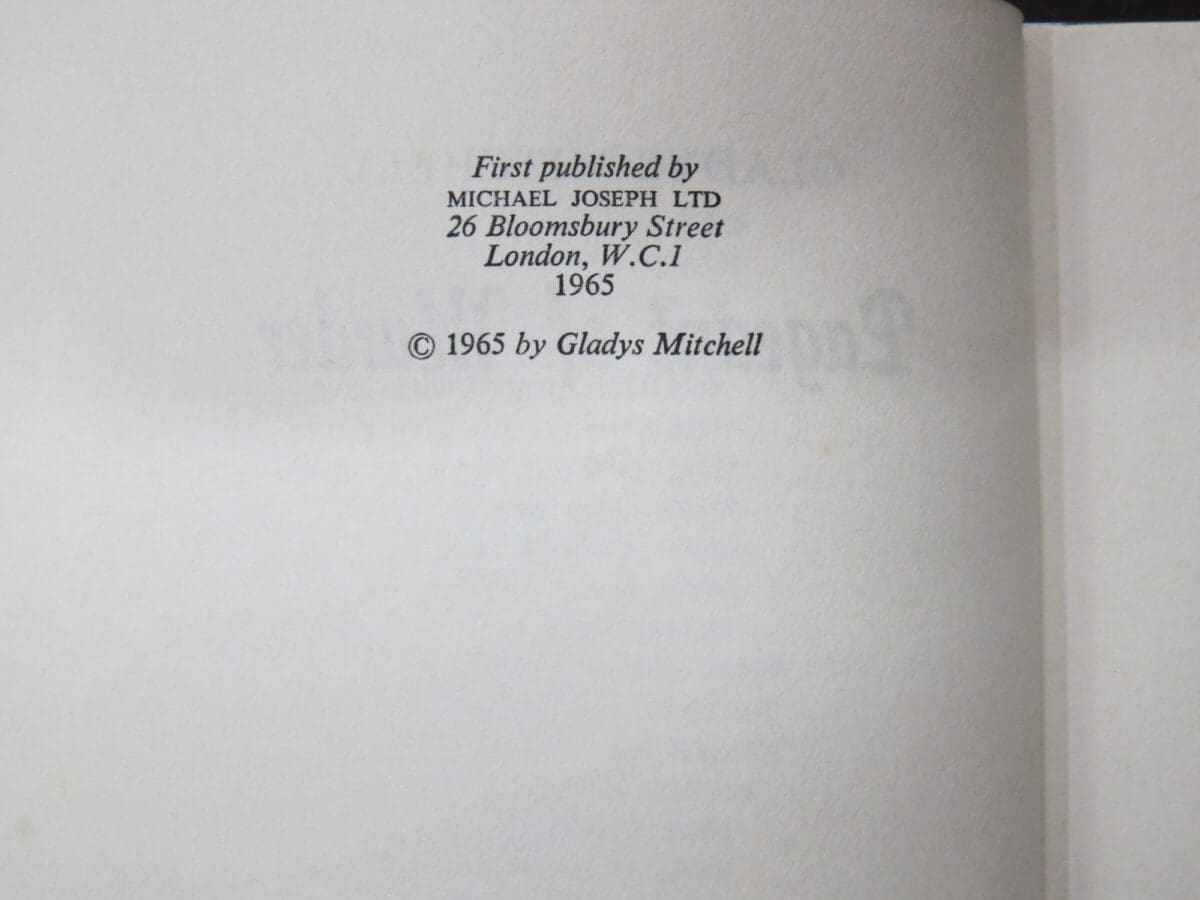 First published by
MICHAEL JOSEPH LTD
26 Bloomsbury Street
London, W.C.1
1965
© 1965 by Gladys Mitchell